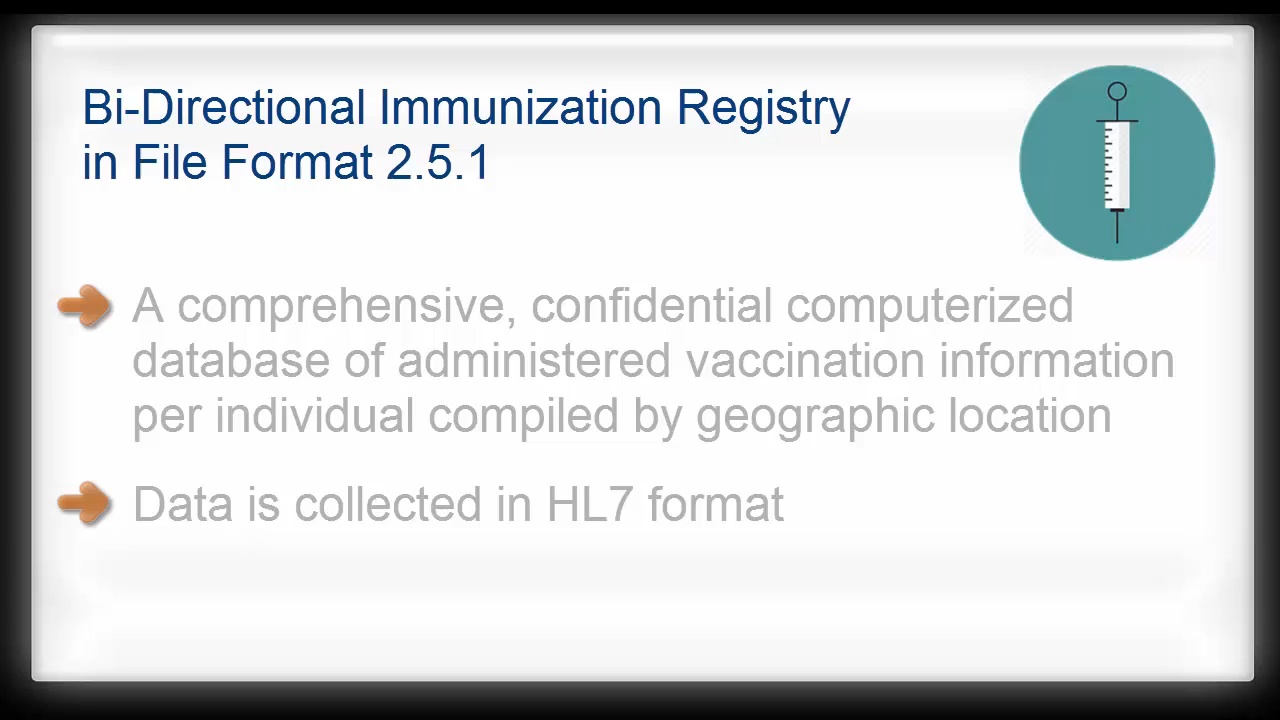 Bi-Directional Immunization Registry
in File Format 2.5.1
A comprehensive, confidential computerized
database of administered vaccination information
per individual compiled by geographic location
Data is collected in HL7 format